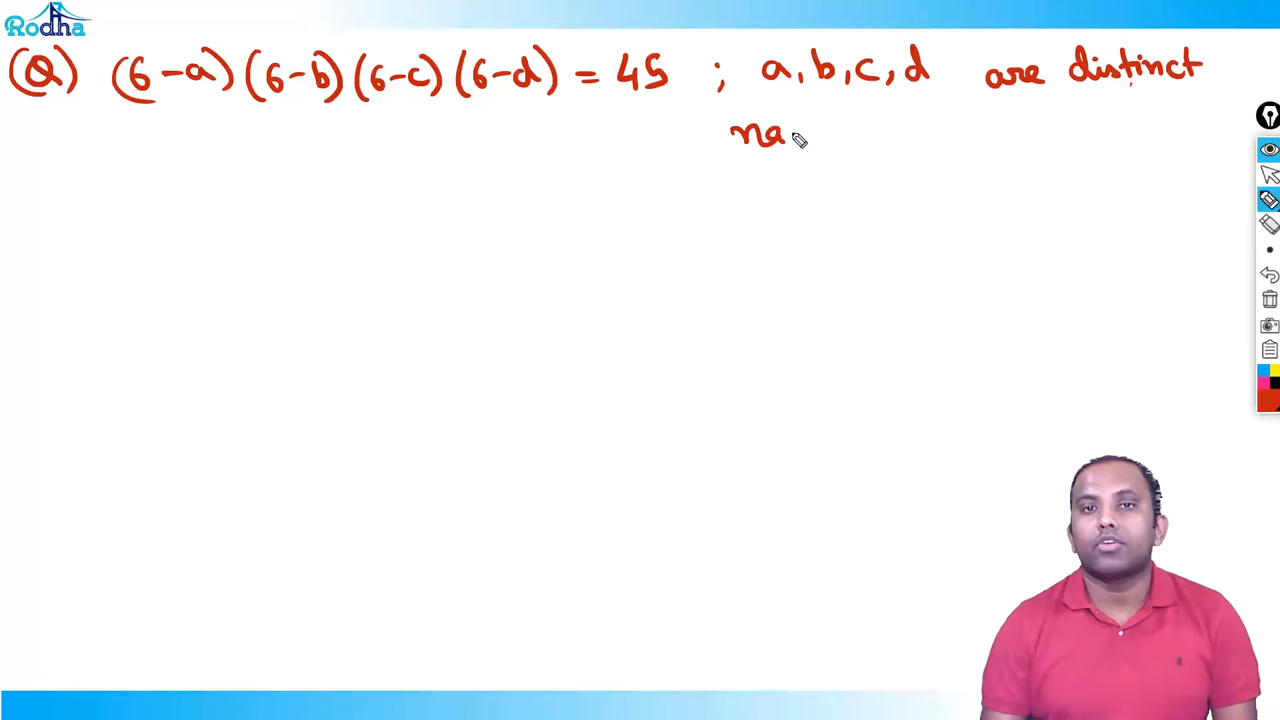 Rodha
(Q) (6-a)(6-b)(6-c)(6-d) = 45 ; a, b, c, d are distinct
na